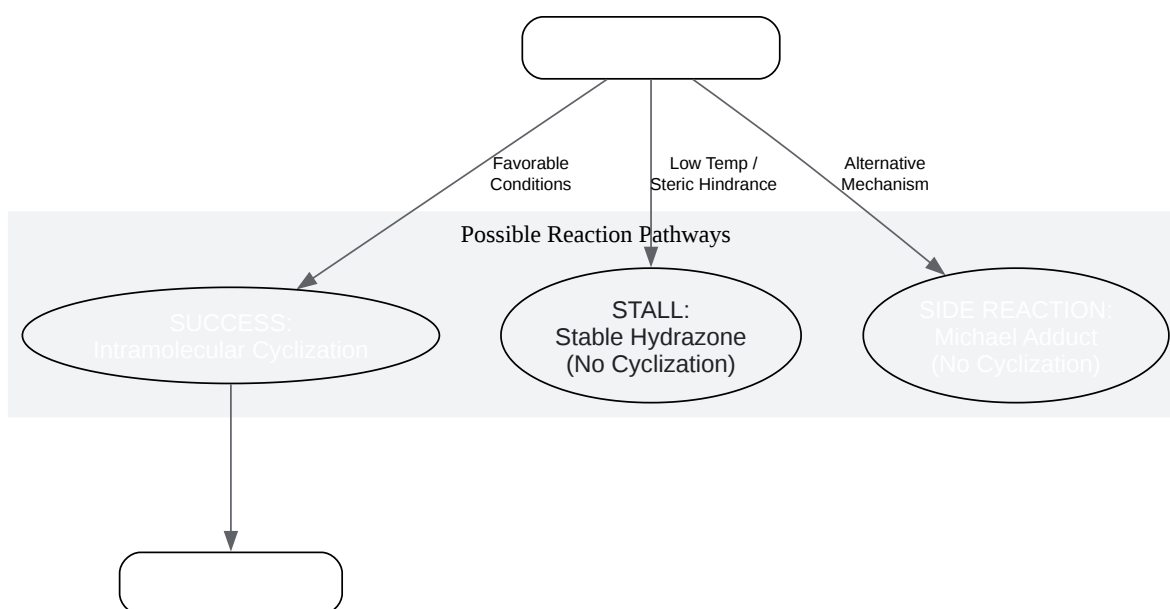 Favorable
Conditions
Low Temp /
Steric Hindrance
Alternative
Mechanism
Possible Reaction Pathways
SUCCESS:
Intramolecular Cyclization
STALL:
Stable Hydrazone
(No Cyclization)
SIDE REACTION:
Michael Adduct
(No Cyclization)